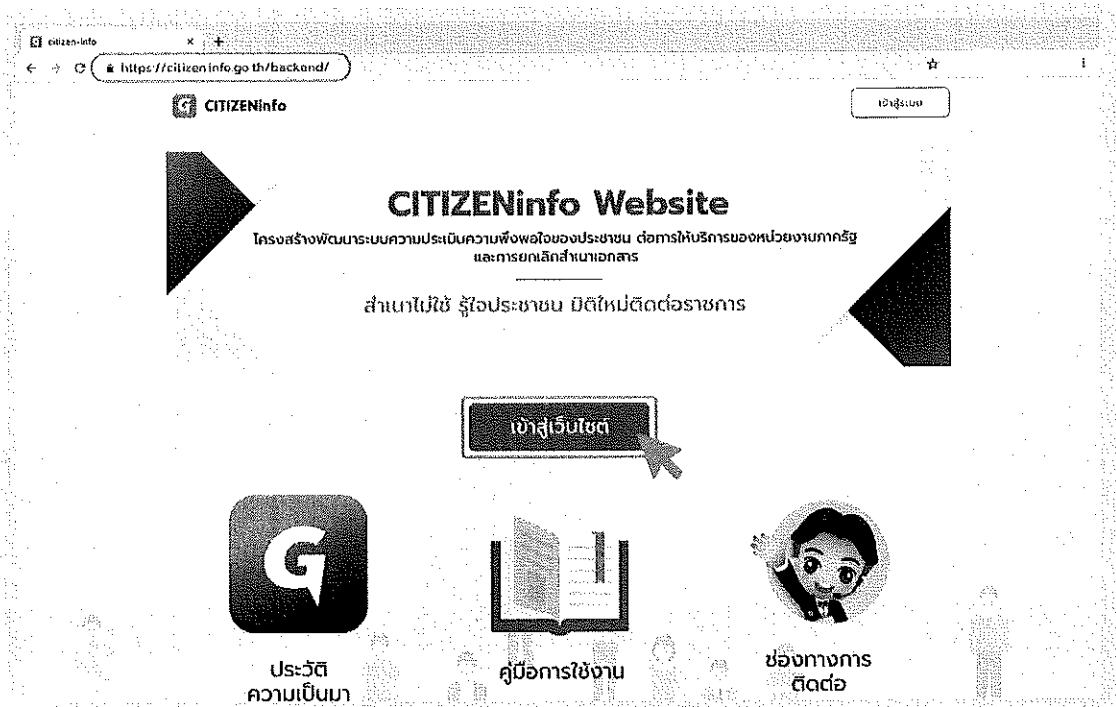 citizen-info
https://citizeninfo.go.th/backend/
CITIZENinfo
เข้าสู่ระบบ
CITIZENinfo Website
โครงสร้างพัฒนาระบบความประเมินความพึงพอใจของประชาชน ต่อการให้บริการของหน่วยงานภาครัฐ
และการยกเลิกสำเนาเอกสาร
สำเนาไม่ใช้ รู้ใจประชาชน มิติใหม่ติดต่อราชการ
เข้าสู่เว็บไซต์
ประวัติ
ความเป็นมา
คู่มือการใช้งาน
ช่องทางการ
ติดต่อ